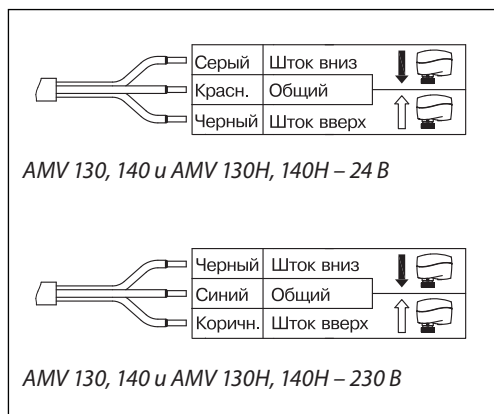 Серый Шток вниз
Красн. Общий
Черный Шток вверх
AMV 130, 140 и AMV 130H, 140H – 24 В
Черный Шток вниз
Синий Общий
Коричн. Шток вверх
AMV 130, 140 и AMV 130H, 140H – 230 В